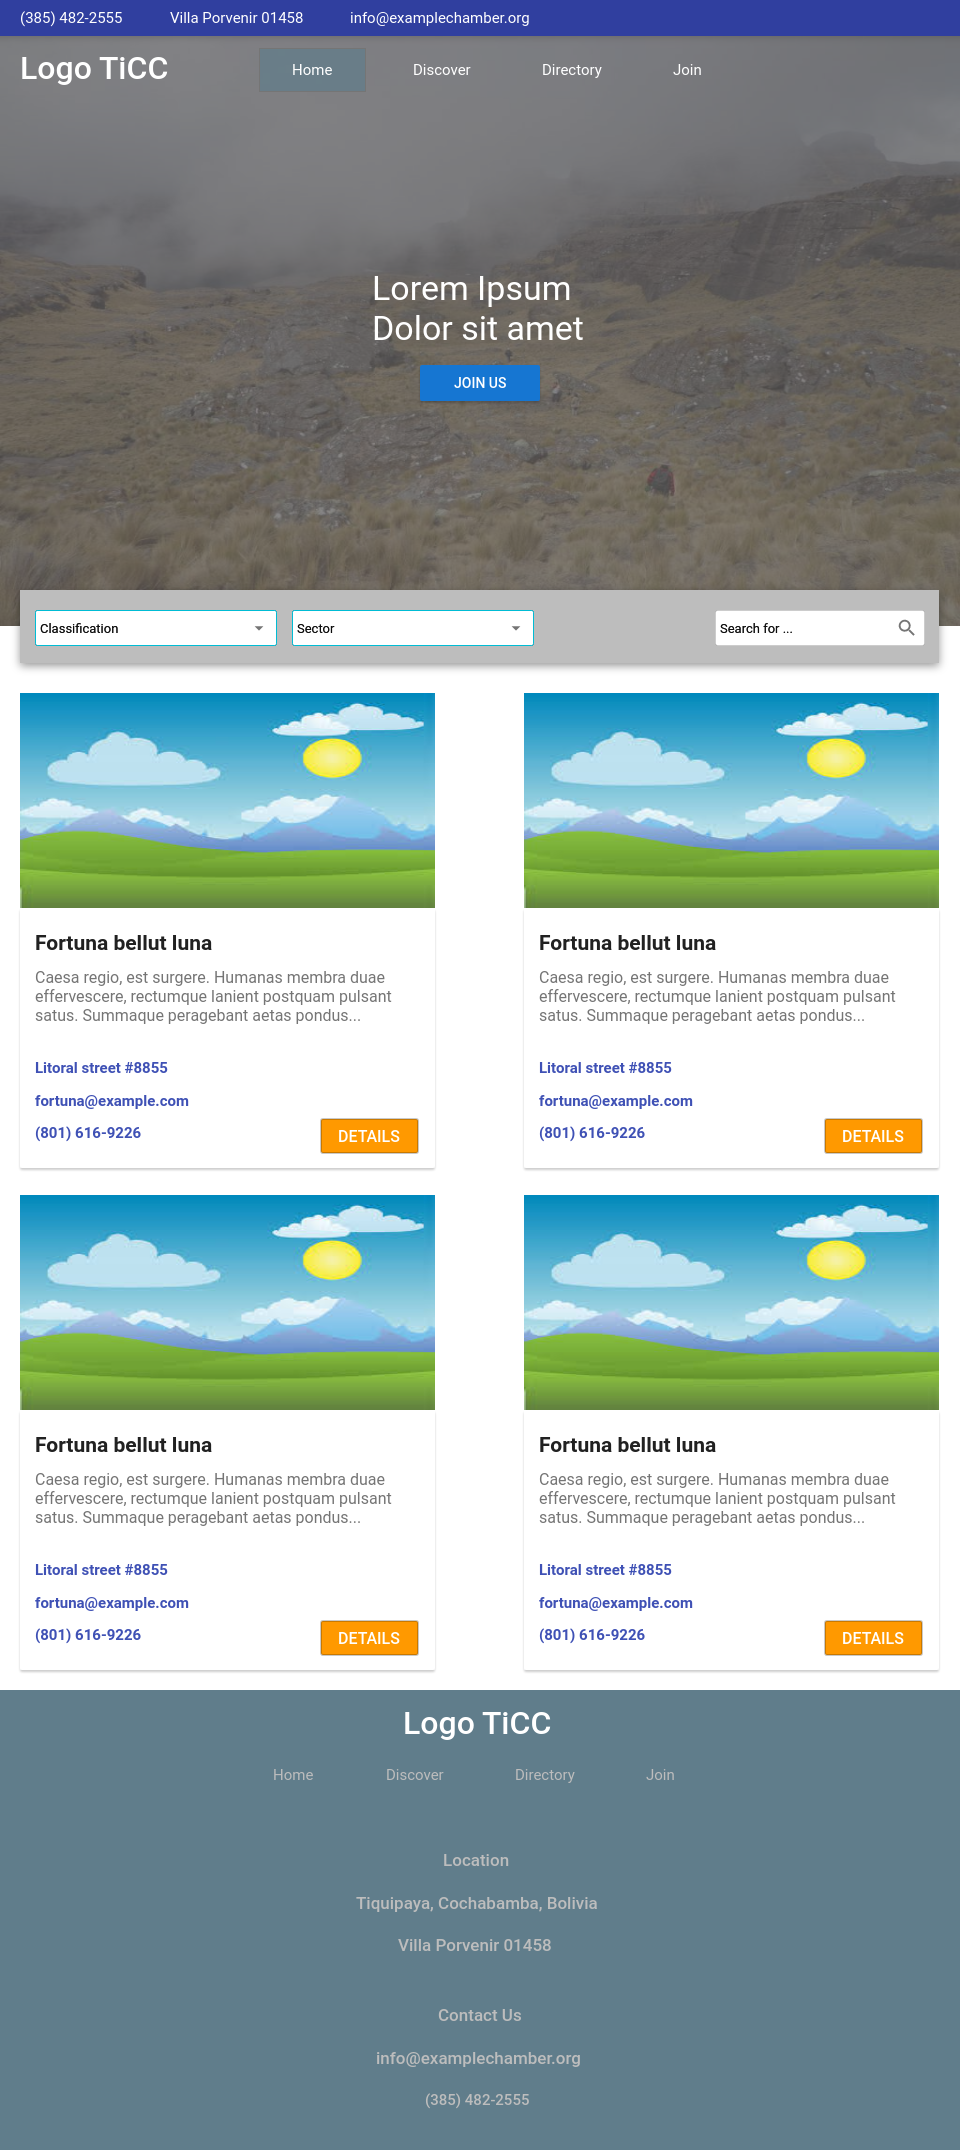 (385) 482-2555 Villa Porvenir 01458 info@examplechamber.org
Logo TiCC Home Discover Directory Join
Lorem Ipsum
Dolor sit amet
JOIN US
Classification Sector Search for ...
Fortuna bellut luna
Caesa regio, est surgere. Humanas membra duae
effervescere, rectumque lanient postquam pulsant
satus. Summaque peragebant aetas pondus...
Litoral street #8855
fortuna@example.com
(801) 616-9226 DETAILS
Fortuna bellut luna
Caesa regio, est surgere. Humanas membra duae
effervescere, rectumque lanient postquam pulsant
satus. Summaque peragebant aetas pondus...
Litoral street #8855
fortuna@example.com
(801) 616-9226 DETAILS
Fortuna bellut luna
Caesa regio, est surgere. Humanas membra duae
effervescere, rectumque lanient postquam pulsant
satus. Summaque peragebant aetas pondus...
Litoral street #8855
fortuna@example.com
(801) 616-9226 DETAILS
Fortuna bellut luna
Caesa regio, est surgere. Humanas membra duae
effervescere, rectumque lanient postquam pulsant
satus. Summaque peragebant aetas pondus...
Litoral street #8855
fortuna@example.com
(801) 616-9226 DETAILS
Logo TiCC
Home Discover Directory Join
Location
Tiquipaya, Cochabamba, Bolivia
Villa Porvenir 01458
Contact Us
info@examplechamber.org
(385) 482-2555